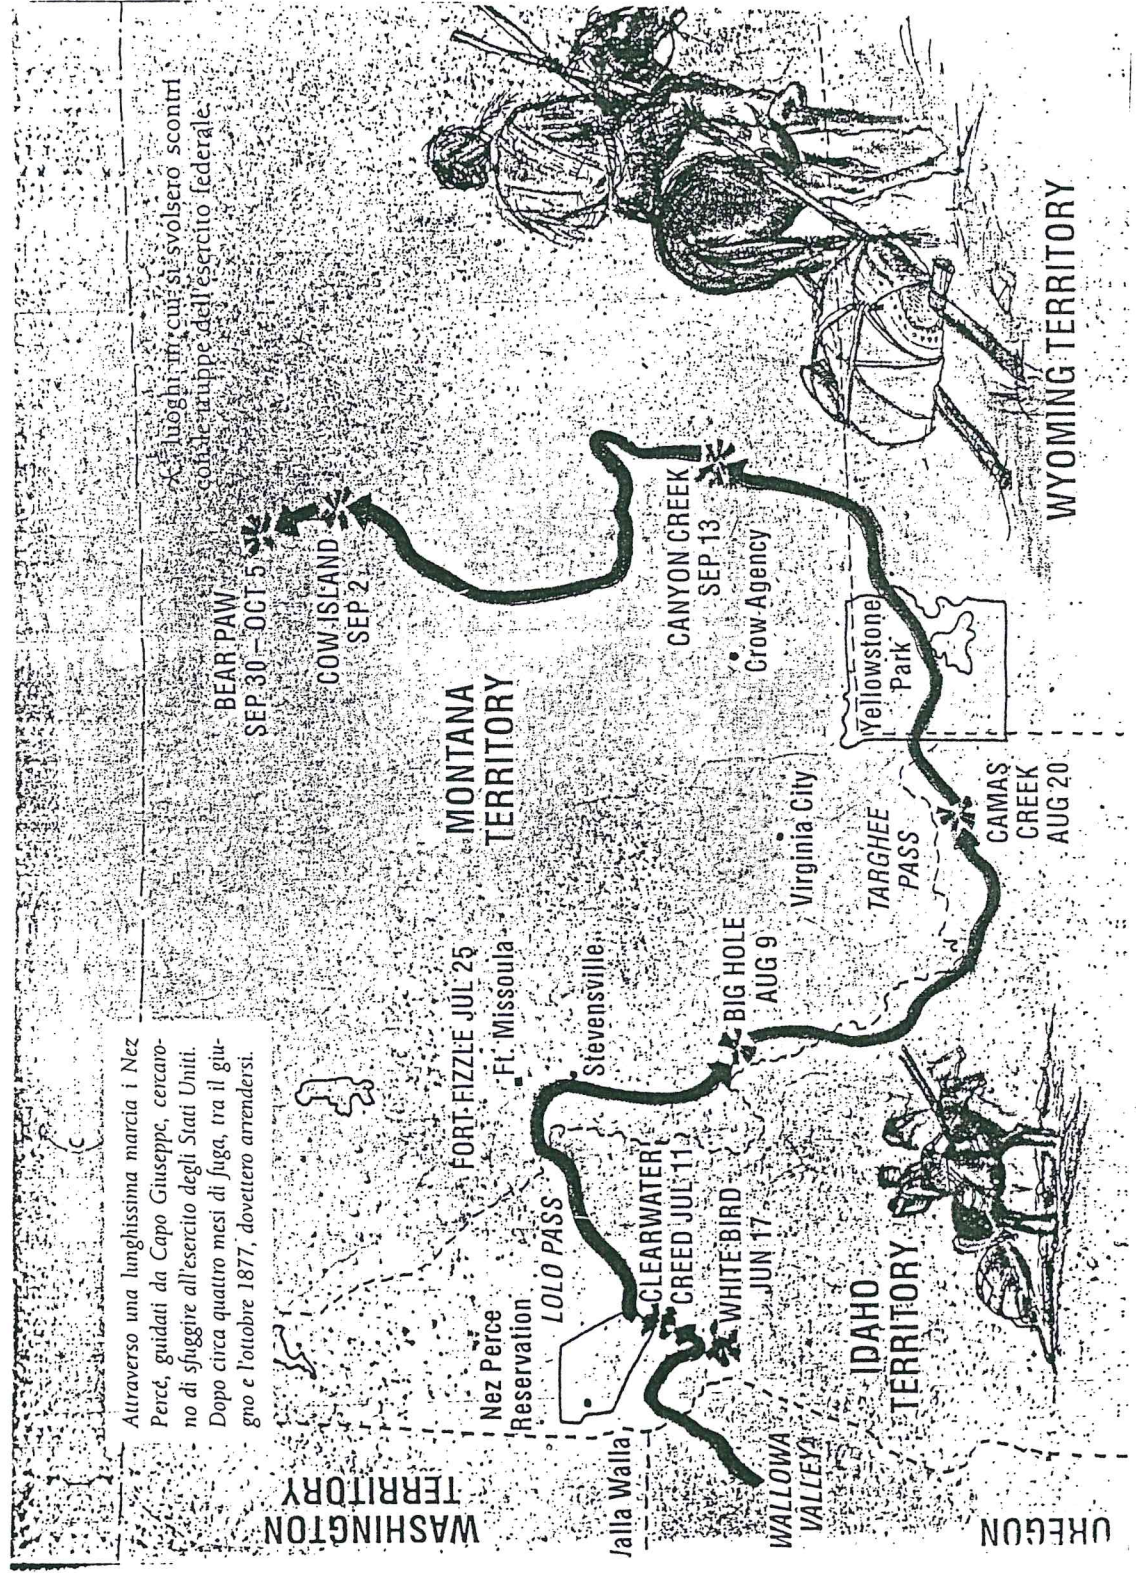 Attraverso una lunghissima marcia i Nez
Percé, guidati da Capo Giuseppe, cercaro-
no di sfuggire all'esercito degli Stati Uniti.
Dopo circa quattro mesi di fuga, tra il giu-
gno e l'ottobre 1877, dovettero arrendersi.
luoghi in cui si svolsero scontri
con le truppe dell'esercito federale.
BEAR PAW
SEP 30 – OCT 5
COW ISLAND
SEP 2
MONTANA
TERRITORY
FORT FIZZLE JUL 25
Ft. Missoula
Stevensville
WASHINGTON
TERRITORY
Nez Perce
Reservation
LOLO PASS
Jalla Walla
CLEARWATER
CREED JUL 11
WHITE BIRD
JUN 17
BIG HOLE
AUG 9
CANYON CREEK
SEP 13
Crow Agency
Virginia City
WALLOWA
VALLEY
IDAHO
TERRITORY
TARGHEE
PASS
Yellowstone
Park
CAMAS
CREEK
AUG 20
OREGON
WYOMING TERRITORY